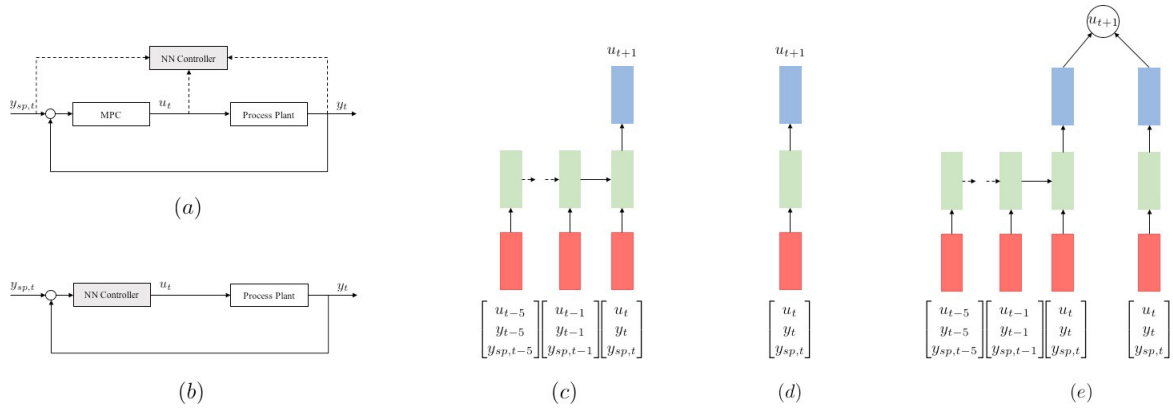 NN Controller
y_{sp,t}
MPC
u_t
Process Plant
y_t
(a)
y_{sp,t}
NN Controller
u_t
Process Plant
y_t
(b)
u_{t+1}
[u_{t-5} y_{t-5} y_{sp,t-5}]
[u_{t-1} y_{t-1} y_{sp,t-1}]
[u_t y_t y_{sp,t}]
(c)
u_{t+1}
[u_t y_t y_{sp,t}]
(d)
u_{t+1}
[u_{t-5} y_{t-5} y_{sp,t-5}]
[u_{t-1} y_{t-1} y_{sp,t-1}]
[u_t y_t y_{sp,t}]
[u_t y_t y_{sp,t}]
(e)